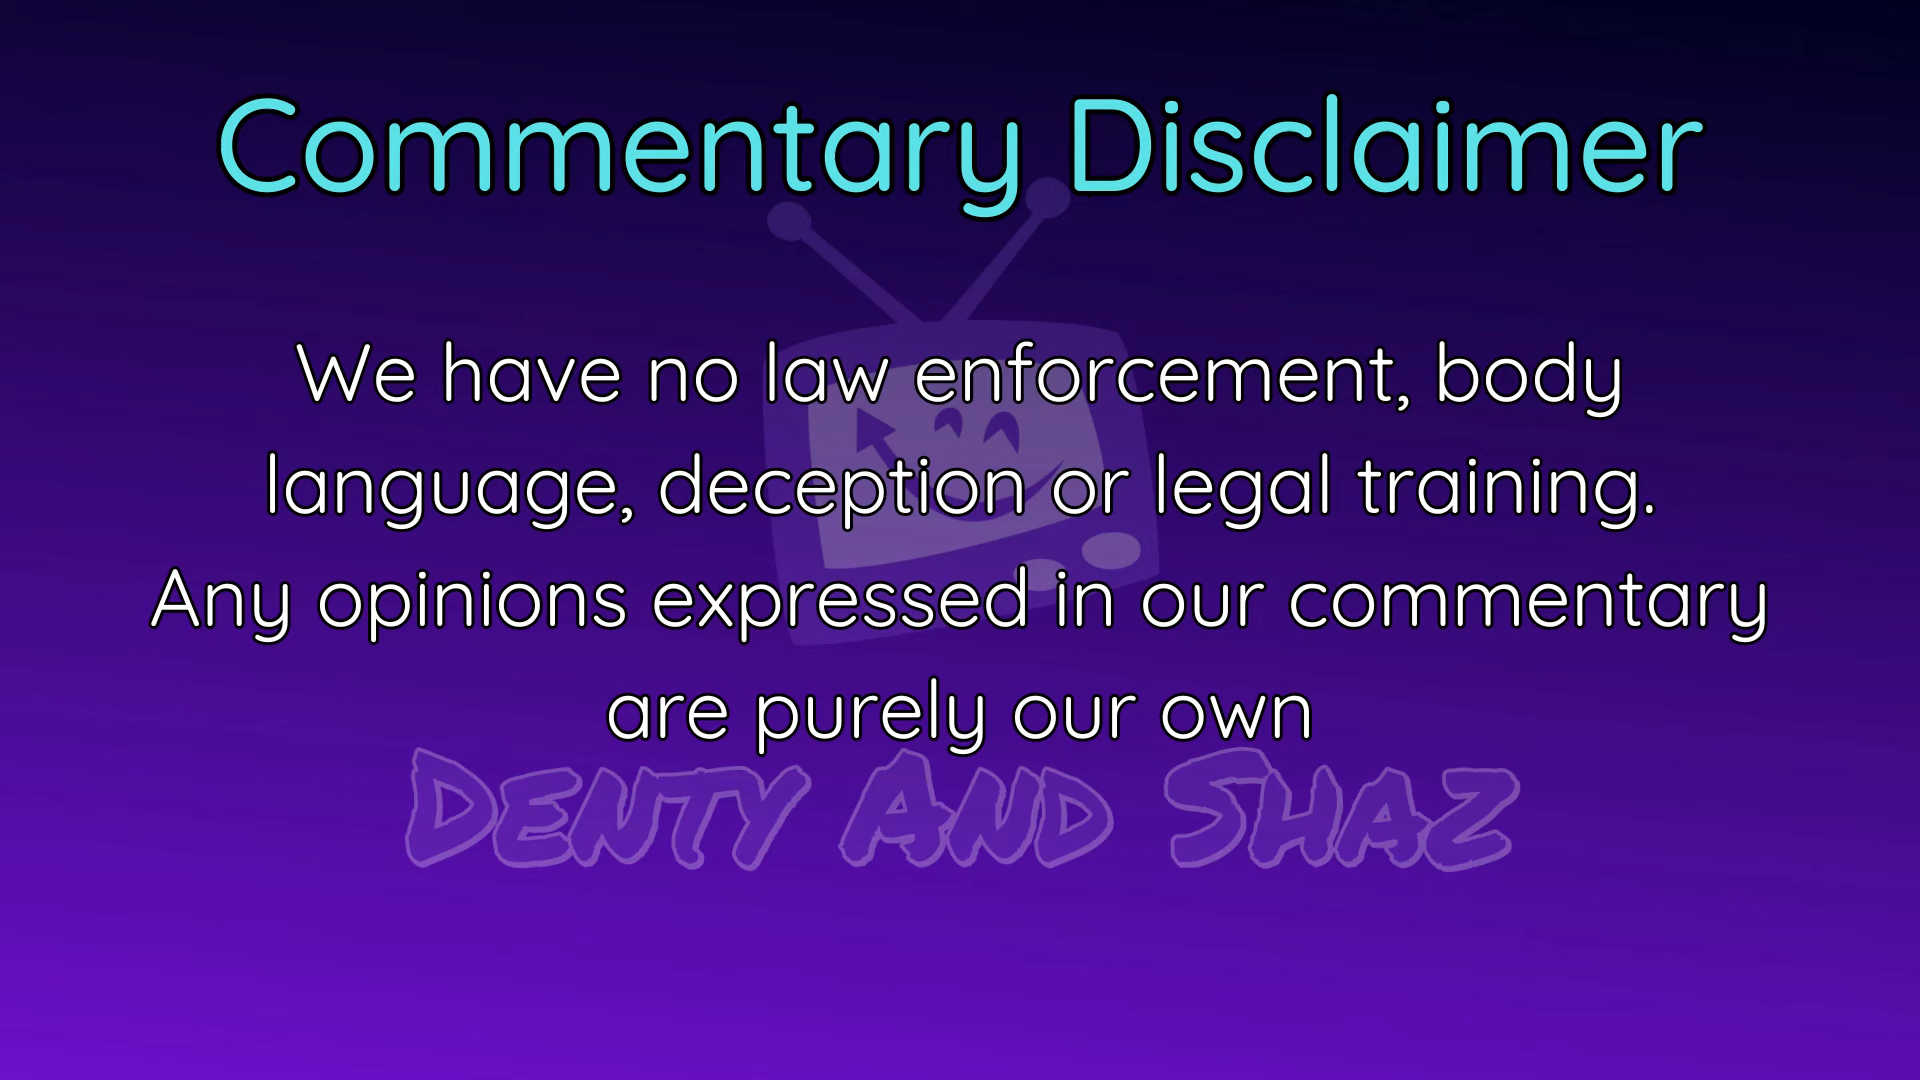 Commentary Disclaimer
We have no law enforcement, body
language, deception or legal training.
Any opinions expressed in our commentary
are purely our own
Denty And Shaz